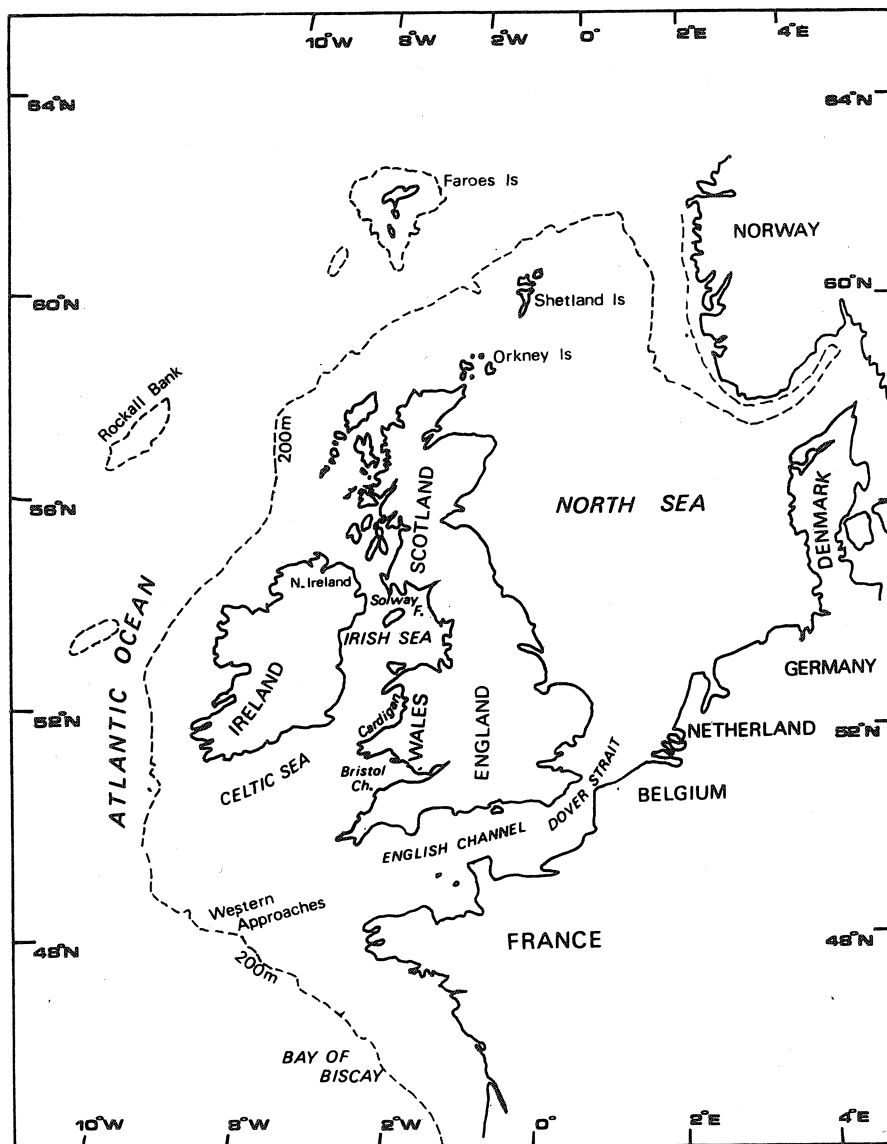 10°W 8°W 2°W 0° 2°E 4°E
64°N 64°N
Faroes Is
NORWAY
60°N 60°N
Shetland Is
Orkney Is
Rockall Bank
200m
56°N 56°N
NORTH SEA
SCOTLAND
DENMARK
N. Ireland
Solway
F.
IRISH SEA
ATLANTIC OCEAN
IRELAND
GERMANY
52°N 52°N
Cardigan
WALES
ENGLAND
NETHERLAND
CELTIC SEA
Bristol
Ch.
DOVER STRAIT
BELGIUM
ENGLISH CHANNEL
Western
Approaches
48°N 48°N
FRANCE
200m
BAY OF
BISCAY
10°W 8°W 2°W 0° 2°E 4°E